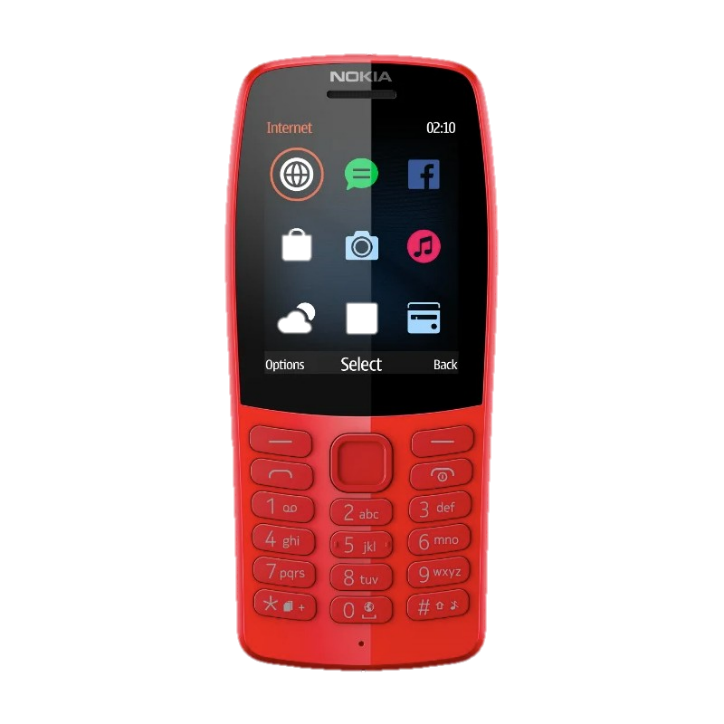 NOKIA
Internet 02:10
Options Select Back
1
2 abc
3 def
4 ghi
5 jkl
6 mno
7 pqrs
8 tuv
9 wxyz
* +
0
#